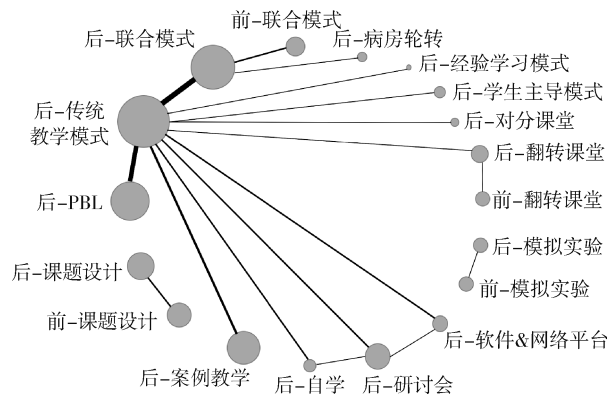 前-联合模式
后-联合模式
后-病房轮转
后-经验学习模式
后-学生主导模式
后-传统
教学模式
后-对分课堂
后-翻转课堂
后-PBL
前-翻转课堂
后-模拟实验
后-课题设计
前-模拟实验
前-课题设计
后-软件&网络平台
后-案例教学
后-自学
后-研讨会